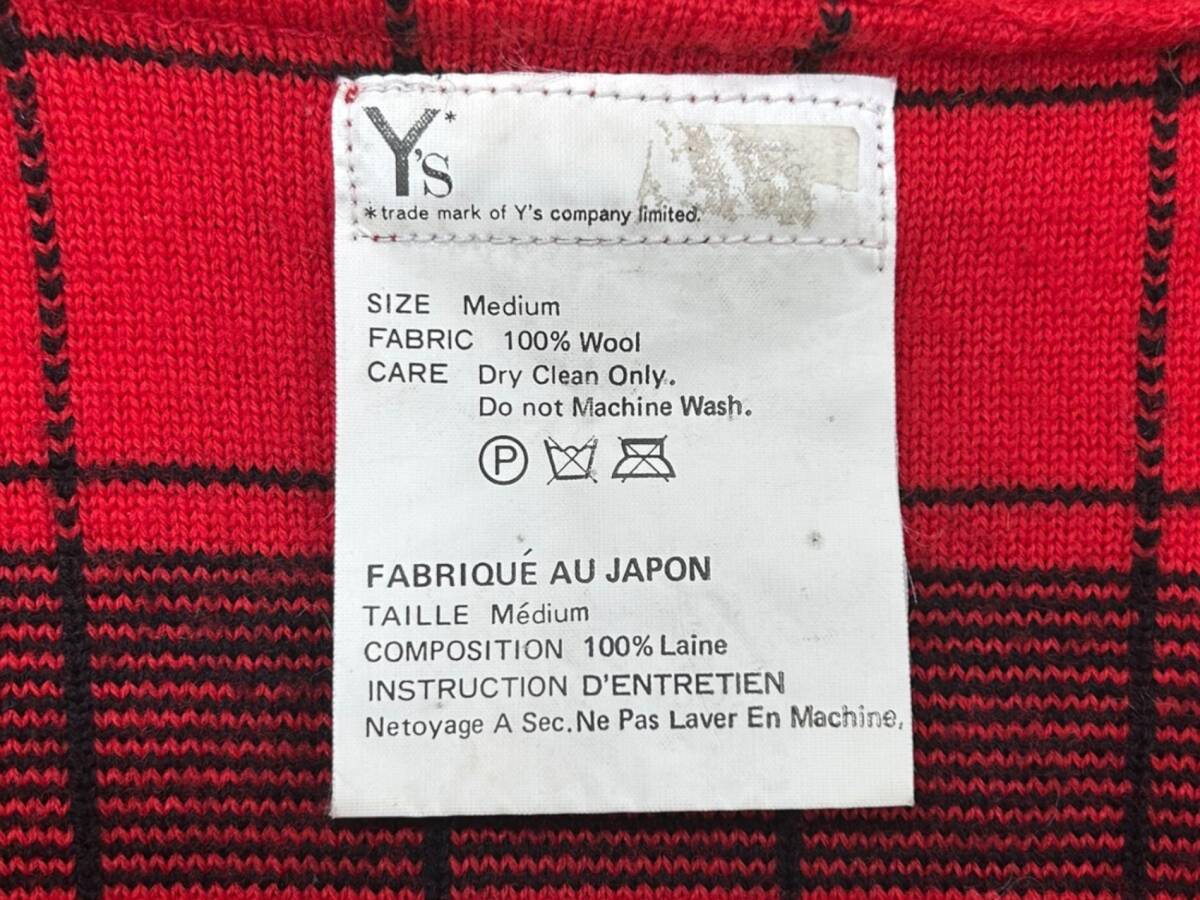 Y's*
*trade mark of Y's company limited.
SIZE Medium
FABRIC 100% Wool
CARE Dry Clean Only.
Do not Machine Wash.
P
FABRIQUÉ AU JAPON
TAILLE Médium
COMPOSITION 100% Laine
INSTRUCTION D'ENTRETIEN
Netoyage A Sec. Ne Pas Laver En Machine.